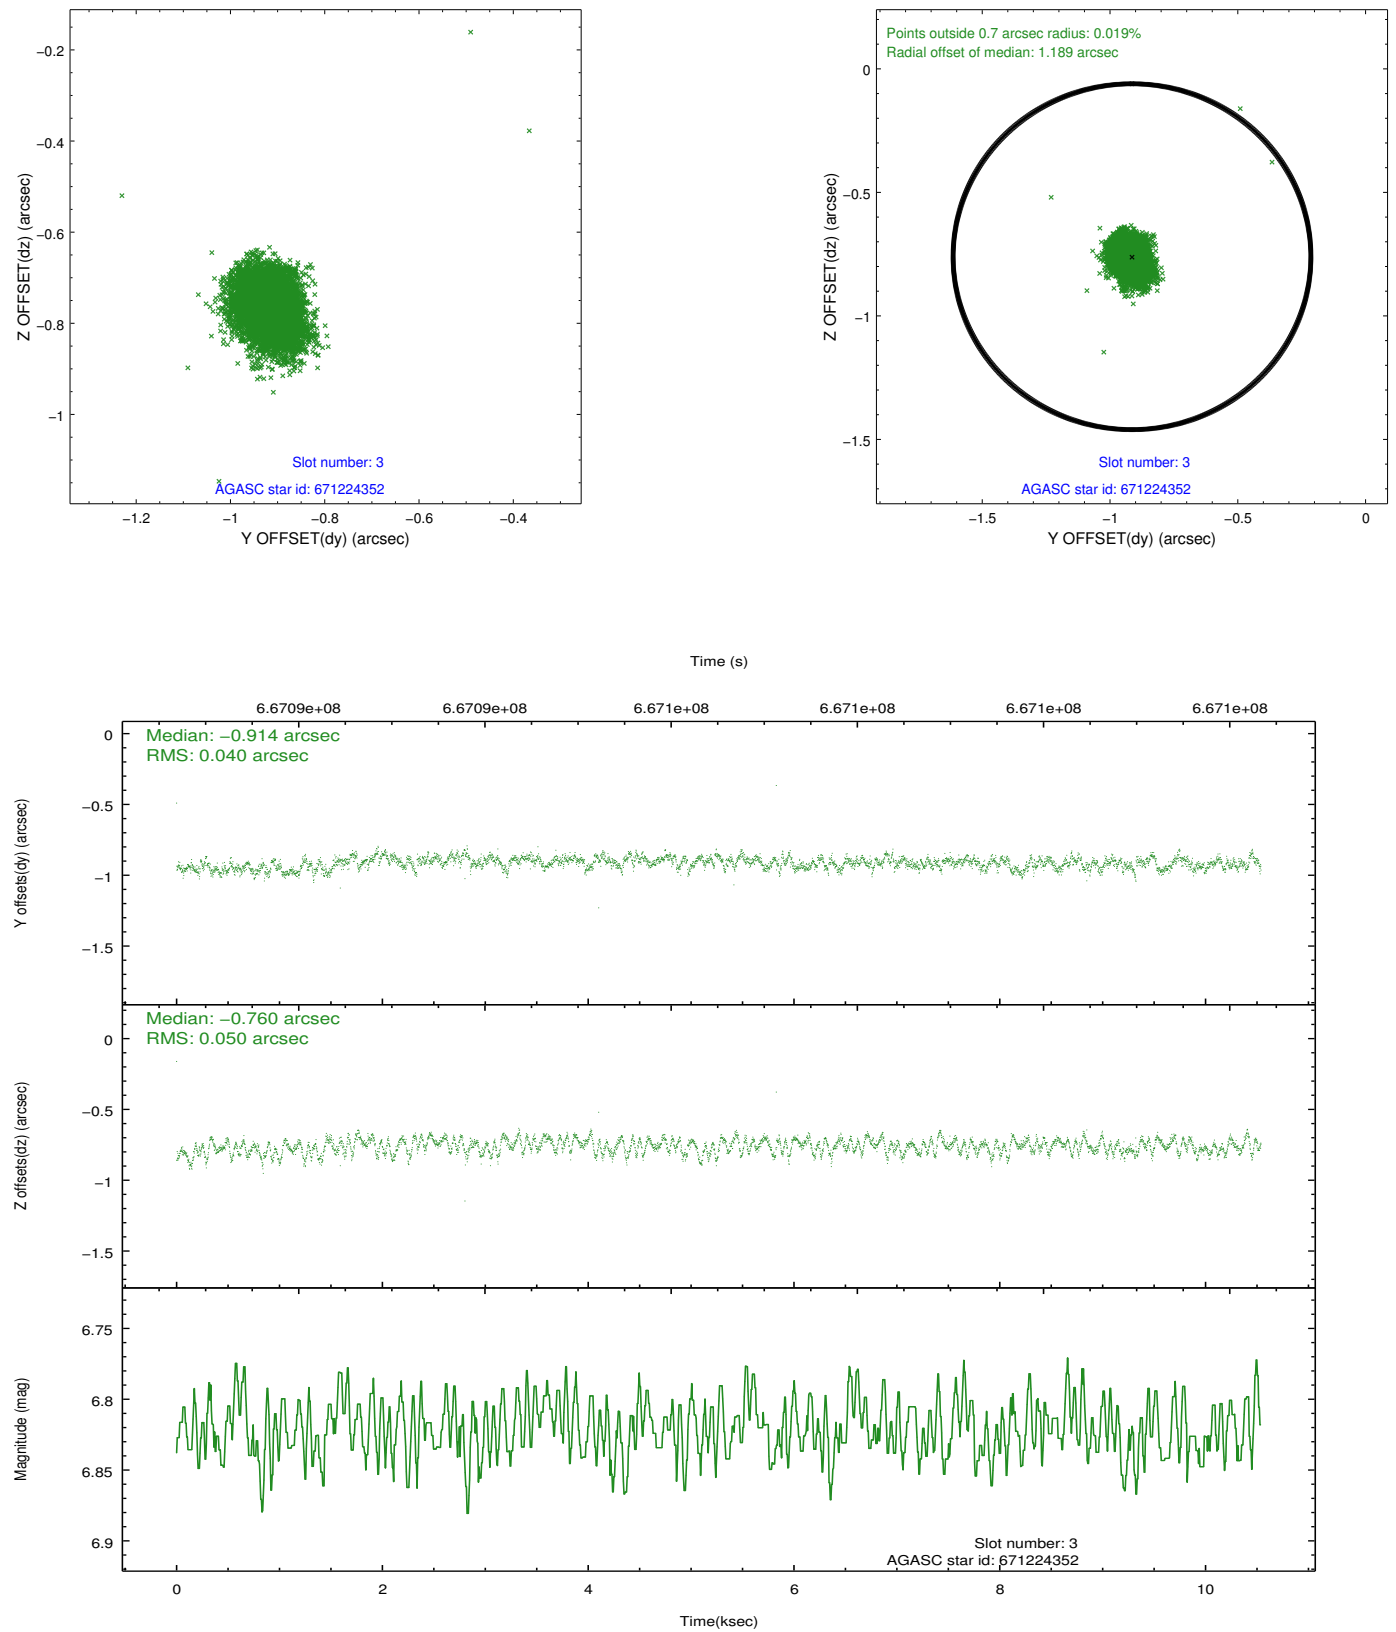 −0.2
−0.4
−0.6
−0.8
−1
Z OFFSET(dz) (arcsec)
Slot number: 3
AGASC star id: 671224352
−1.2
−1
−0.8
−0.6
−0.4
Y OFFSET(dy) (arcsec)
Points outside 0.7 arcsec radius: 0.019%
Radial offset of median: 1.189 arcsec
0
−0.5
−1
−1.5
Z OFFSET(dz) (arcsec)
Slot number: 3
AGASC star id: 671224352
−1.5
−1
−0.5
0
Y OFFSET(dy) (arcsec)
Time (s)
6.6709e+08
6.6709e+08
6.671e+08
6.671e+08
6.671e+08
6.671e+08
Median: −0.914 arcsec
RMS: 0.040 arcsec
0
−0.5
−1
−1.5
Y offsets(dy) (arcsec)
Median: −0.760 arcsec
RMS: 0.050 arcsec
0
−0.5
−1
−1.5
Z offsets(dz) (arcsec)
6.75
6.8
6.85
6.9
Magnitude (mag)
Slot number: 3
AGASC star id: 671224352
0
2
4
6
8
10
Time(ksec)